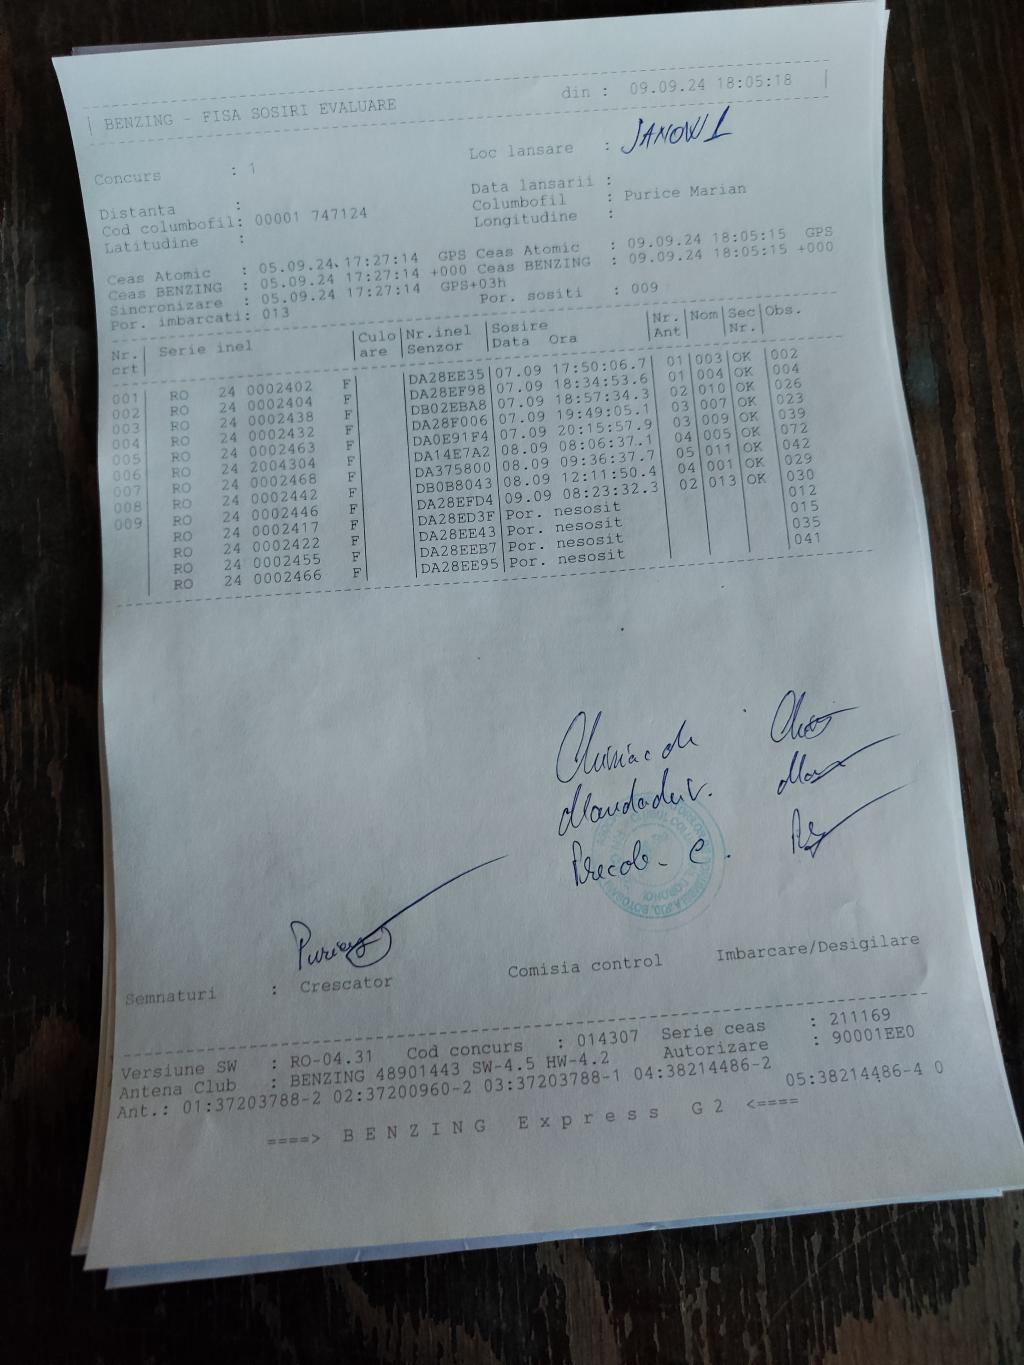 BENZING - FISA SOSIRI EVALUARE din : 09.09.24 18:05:18
Concurs : 1 Loc lansare : JANOW 1
Distanta : Data lansarii :
Cod columbofil: 00001 747124 Columbofil : Purice Marian
Latitudine : Longitudine :
Ceas Atomic : 05.09.24 17:27:14 GPS Ceas Atomic : 09.09.24 18:05:15 GPS
Ceas BENZING : 05.09.24 17:27:14 +000 Ceas BENZING : 09.09.24 18:05:15 +000
Sincronizare : 05.09.24 17:27:14 GPS+03h
Por. imbarcati: 013 Por. sositi : 009
Nr. Serie inel Culo Nr.inel Sosire Nr. Nom Sec Obs.
crt are Senzor Data Ora Ant Nr.
001 RO 24 0002402 F DA28EE35 07.09 17:50:06.7 01 003 OK 002
002 RO 24 0002404 F DA28EF98 07.09 18:34:53.6 01 004 OK 004
003 RO 24 0002438 F DB02EBA8 07.09 18:57:34.3 02 010 OK 026
004 RO 24 0002432 F DA28F006 07.09 19:49:05.1 03 007 OK 023
005 RO 24 0002463 F DA0E91F4 07.09 20:15:57.9 03 009 OK 039
006 RO 24 2004304 F DA14E7A2 08.09 08:06:37.1 04 005 OK 072
007 RO 24 0002468 F DA375800 08.09 09:36:37.7 05 011 OK 042
008 RO 24 0002442 F DB0B8043 08.09 12:11:50.4 04 001 OK 029
009 RO 24 0002446 F DA28EFD4 09.09 08:23:32.3 02 013 OK 030
RO 24 0002417 F DA28ED3F Por. nesosit 012
RO 24 0002422 F DA28EE43 Por. nesosit 015
RO 24 0002455 F DA28EEB7 Por. nesosit 035
RO 24 0002466 F DA28EE95 Por. nesosit 041
Semnaturi : Crescator Comisia control Imbarcare/Desigilare
Versiune SW : RO-04.31 Cod concurs : 014307 Serie ceas : 211169
Antena Club : BENZING 48901443 SW-4.5 HW-4.2 Autorizare : 90001EE0
Ant.: 01:37203788-2 02:37200960-2 03:37203788-1 04:38214486-2 05:38214486-4 0
====> BENZING Express G2 <====